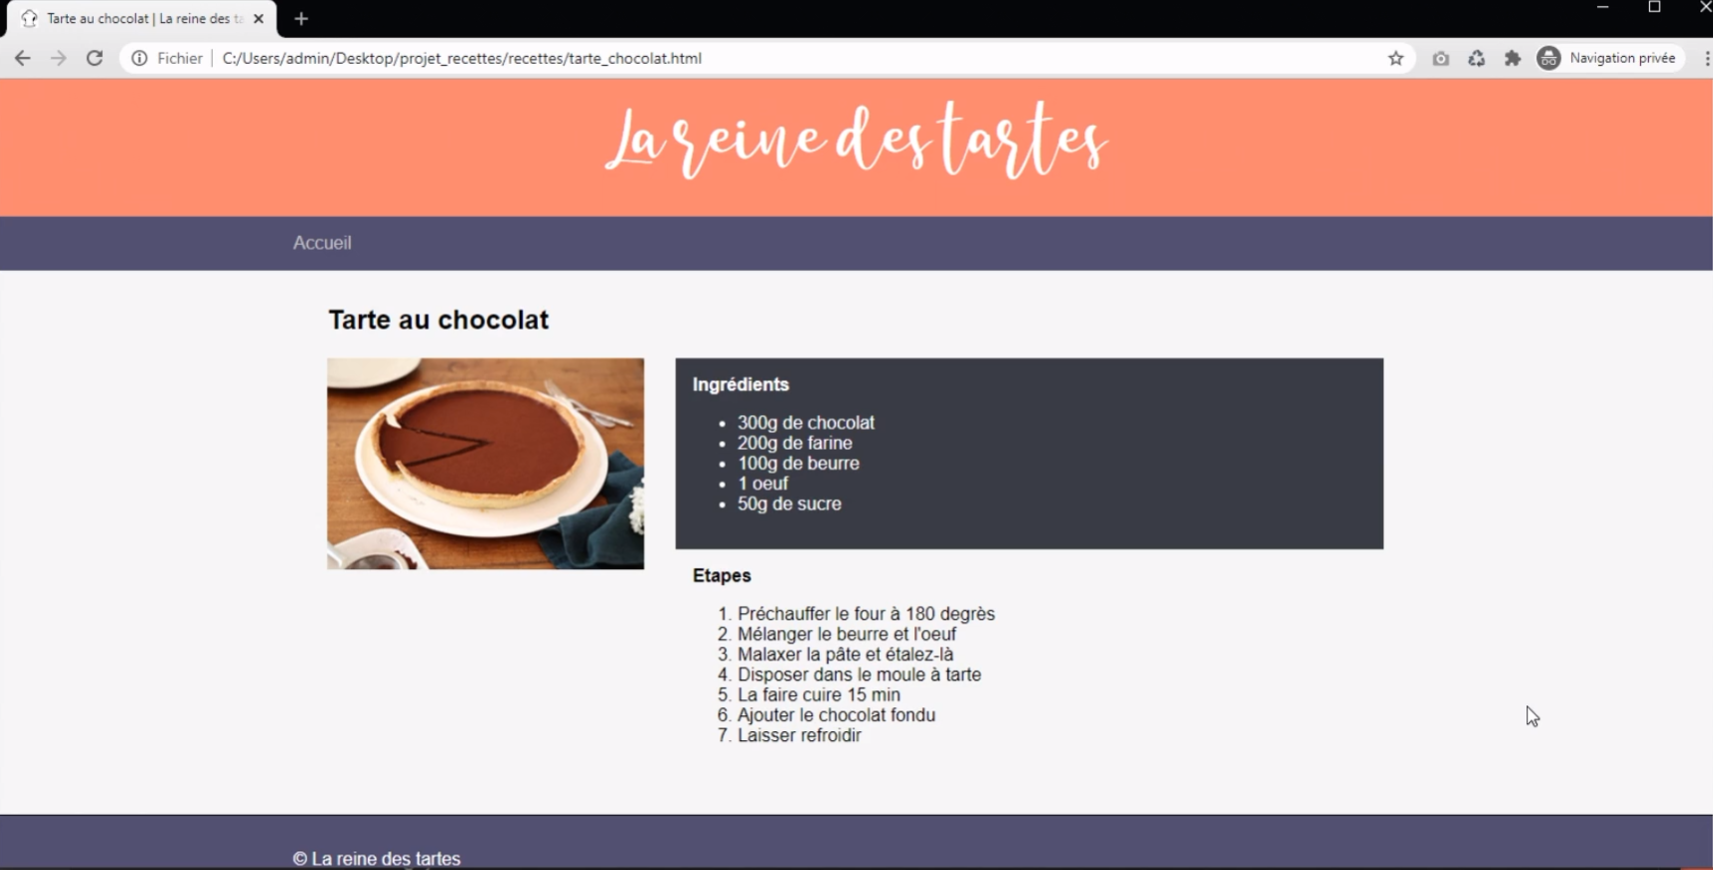 Tarte au chocolat | La reine des ta
Fichier
C:/Users/admin/Desktop/projet_recettes/recettes/tarte_chocolat.html
Navigation privée
La reine des tartes
Accueil
Tarte au chocolat
Ingrédients
• 300g de chocolat
• 200g de farine
• 100g de beurre
• 1 oeuf
• 50g de sucre
Etapes
1. Préchauffer le four à 180 degrès
2. Mélanger le beurre et l'oeuf
3. Malaxer la pâte et étalez-là
4. Disposer dans le moule à tarte
5. La faire cuire 15 min
6. Ajouter le chocolat fondu
7. Laisser refroidir
© La reine des tartes